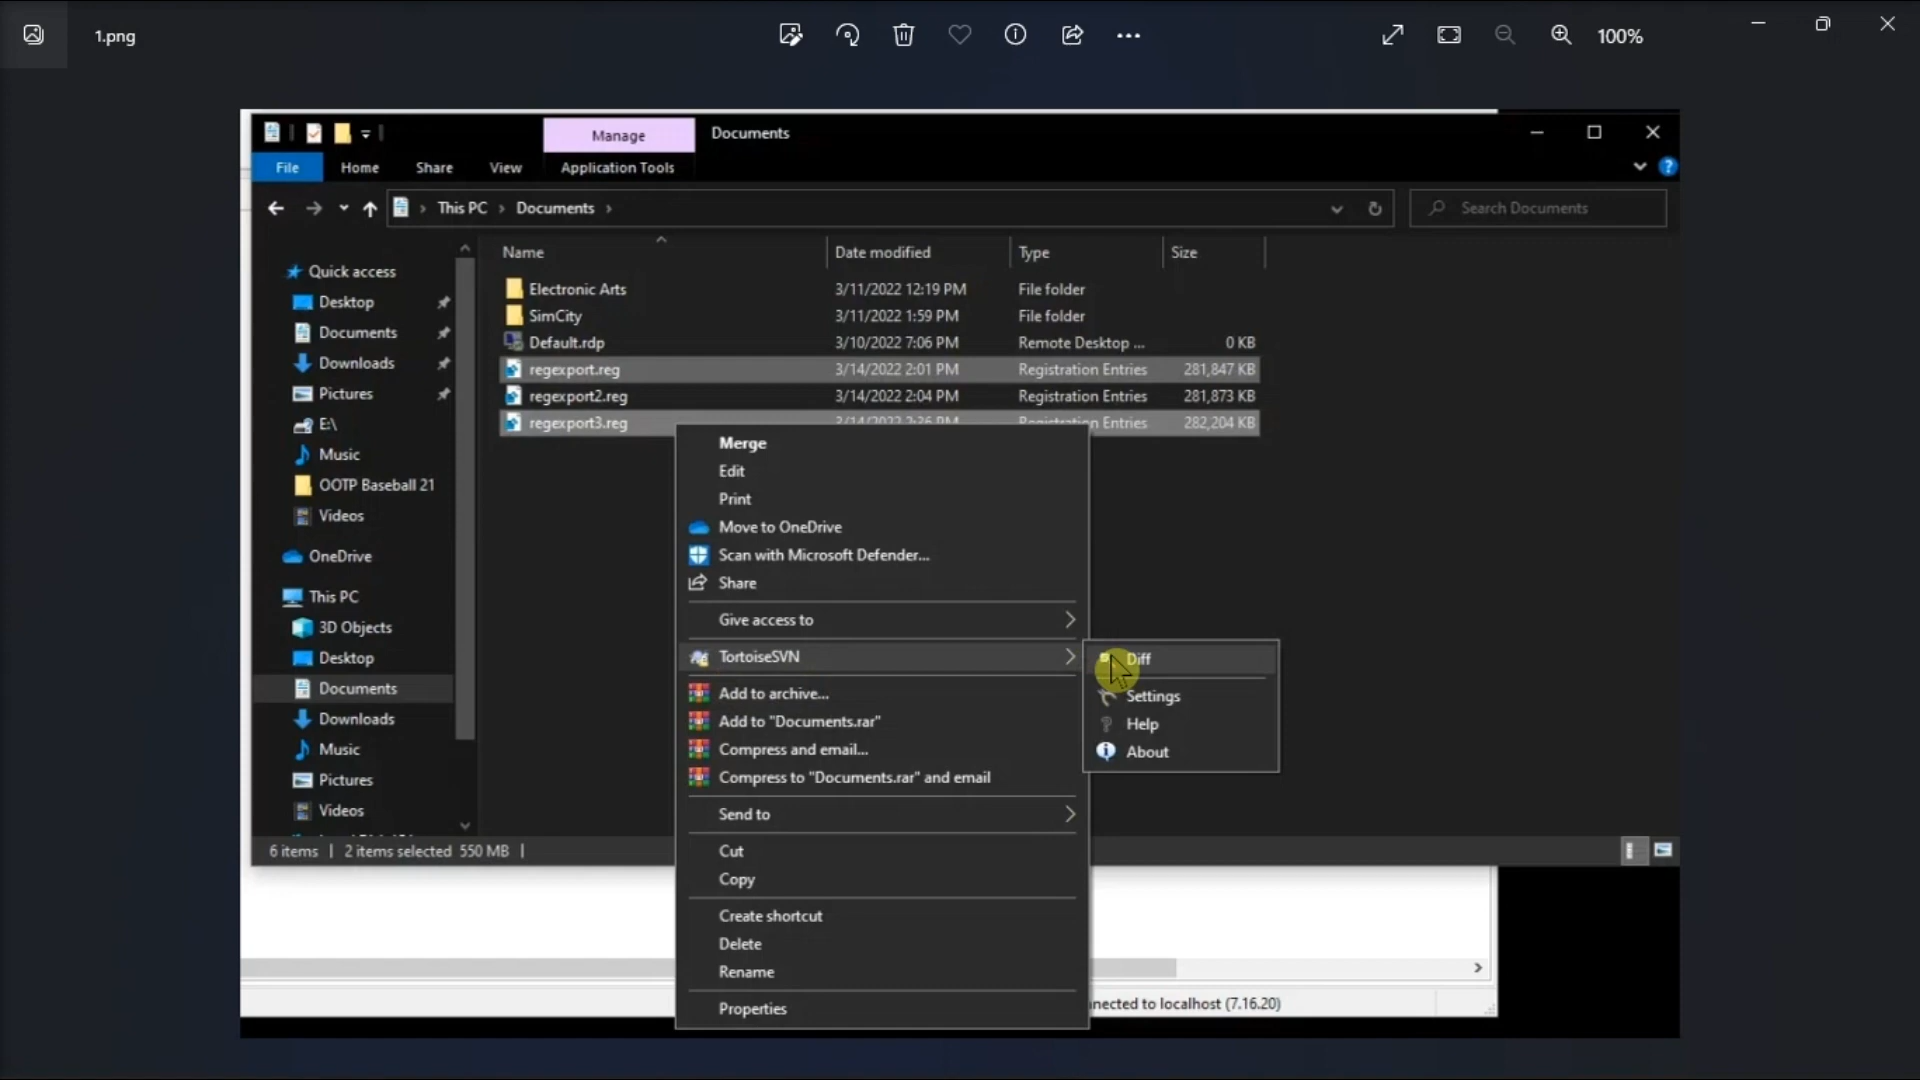 1.png
100%
Manage
Documents
File
Home
Share
View
Application Tools
This PC
Documents
Search Documents
Name
Date modified
Type
Size
Quick access
Desktop
Documents
Downloads
Pictures
E:\
Music
OOTP Baseball 21
Videos
OneDrive
This PC
3D Objects
Desktop
Documents
Downloads
Music
Pictures
Videos
Electronic Arts 3/11/2022 12:19 PM File folder
SimCity 3/11/2022 1:59 PM File folder
Default.rdp 3/10/2022 7:06 PM Remote Desktop ... 0 KB
regexport.reg 3/14/2022 2:01 PM Registration Entries 281,847 KB
regexport2.reg 3/14/2022 2:04 PM Registration Entries 281,873 KB
regexport3.reg 3/14/2022 2:36 PM Registration Entries 282,204 KB
Merge
Edit
Print
Move to OneDrive
Scan with Microsoft Defender...
Share
Give access to
TortoiseSVN
Add to archive...
Add to "Documents.rar"
Compress and email...
Compress to "Documents.rar" and email
Send to
Cut
Copy
Create shortcut
Delete
Rename
Properties
Diff
Settings
Help
About
6 items
2 items selected 550 MB
nected to localhost (7.16.20)